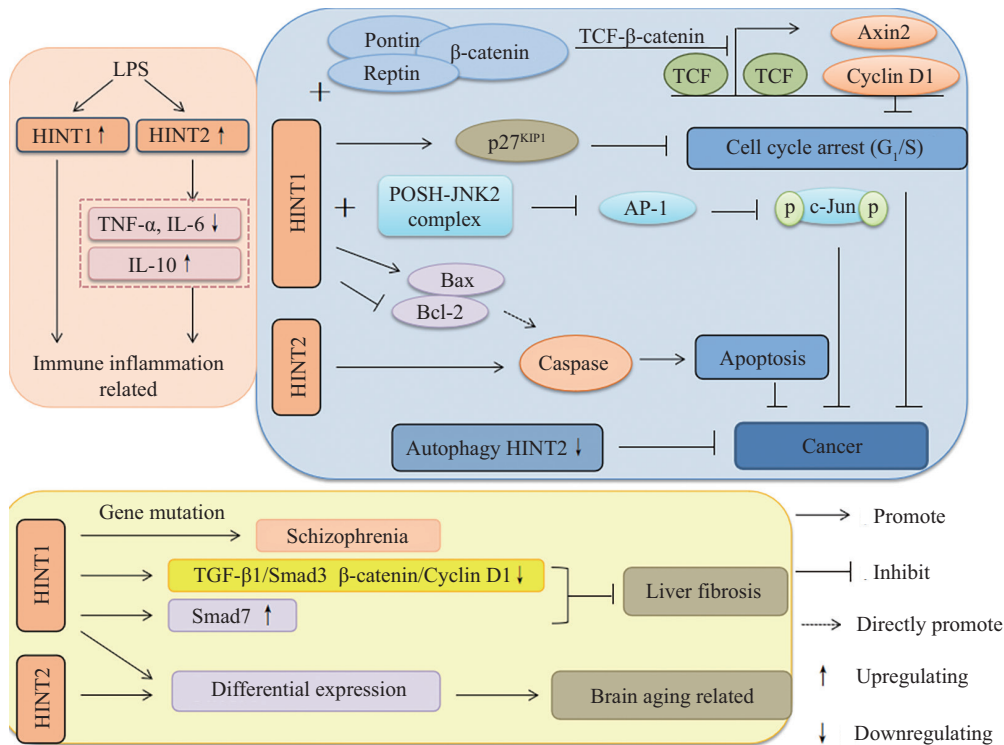 LPS
HINT1 ↑
HINT2 ↑
TNF-α, IL-6 ↓
IL-10 ↑
Immune inflammation
related
Pontin
Reptin
β-catenin
TCF-β-catenin
TCF
TCF
Axin2
Cyclin D1
+
HINT1
p27KIP1
Cell cycle arrest (G1/S)
+
POSH-JNK2
complex
AP-1
p
c-Jun
p
Bax
Bcl-2
HINT2
Caspase
Apoptosis
Autophagy HINT2 ↓
Cancer
HINT1
Gene mutation
Schizophrenia
TGF-β1/Smad3 β-catenin/Cyclin D1 ↓
Smad7 ↑
Liver fibrosis
HINT2
Differential expression
Brain aging related
Promote
Inhibit
Directly promote
↑ Upregulating
↓ Downregulating